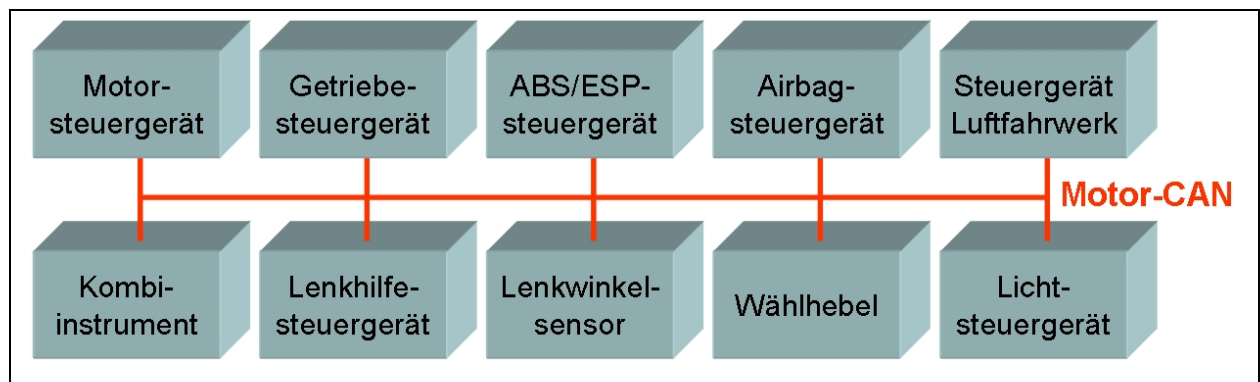 Motor-
steuergerät
Getriebe-
steuergerät
ABS/ESP-
steuergerät
Airbag-
steuergerät
Steuergerät
Luftfahrwerk
Motor-CAN
Kombi-
instrument
Lenkhilfe-
steuergerät
Lenkwinkel-
sensor
Wählhebel
Licht-
steuergerät